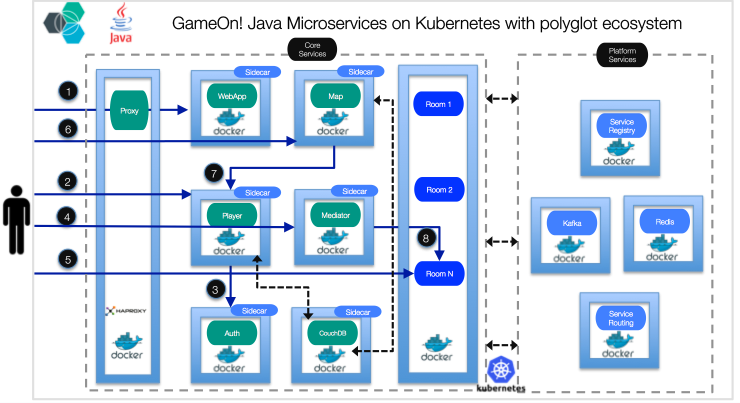 GameOn! Java Microservices on Kubernetes with polyglot ecosystem
Java
Core
Services
Platform
Services
Sidecar
Sidecar
1
Proxy
WebApp
docker
Map
docker
Room 1
Service
Registry
docker
6
7
2
Sidecar
Sidecar
Room 2
Player
docker
Mediator
docker
4
8
Kafka
docker
Redis
docker
5
Room N
3
Sidecar
Sidecar
HAPROXY
docker
Auth
docker
CouchDB
docker
docker
Service
Routing
docker
kubernetes